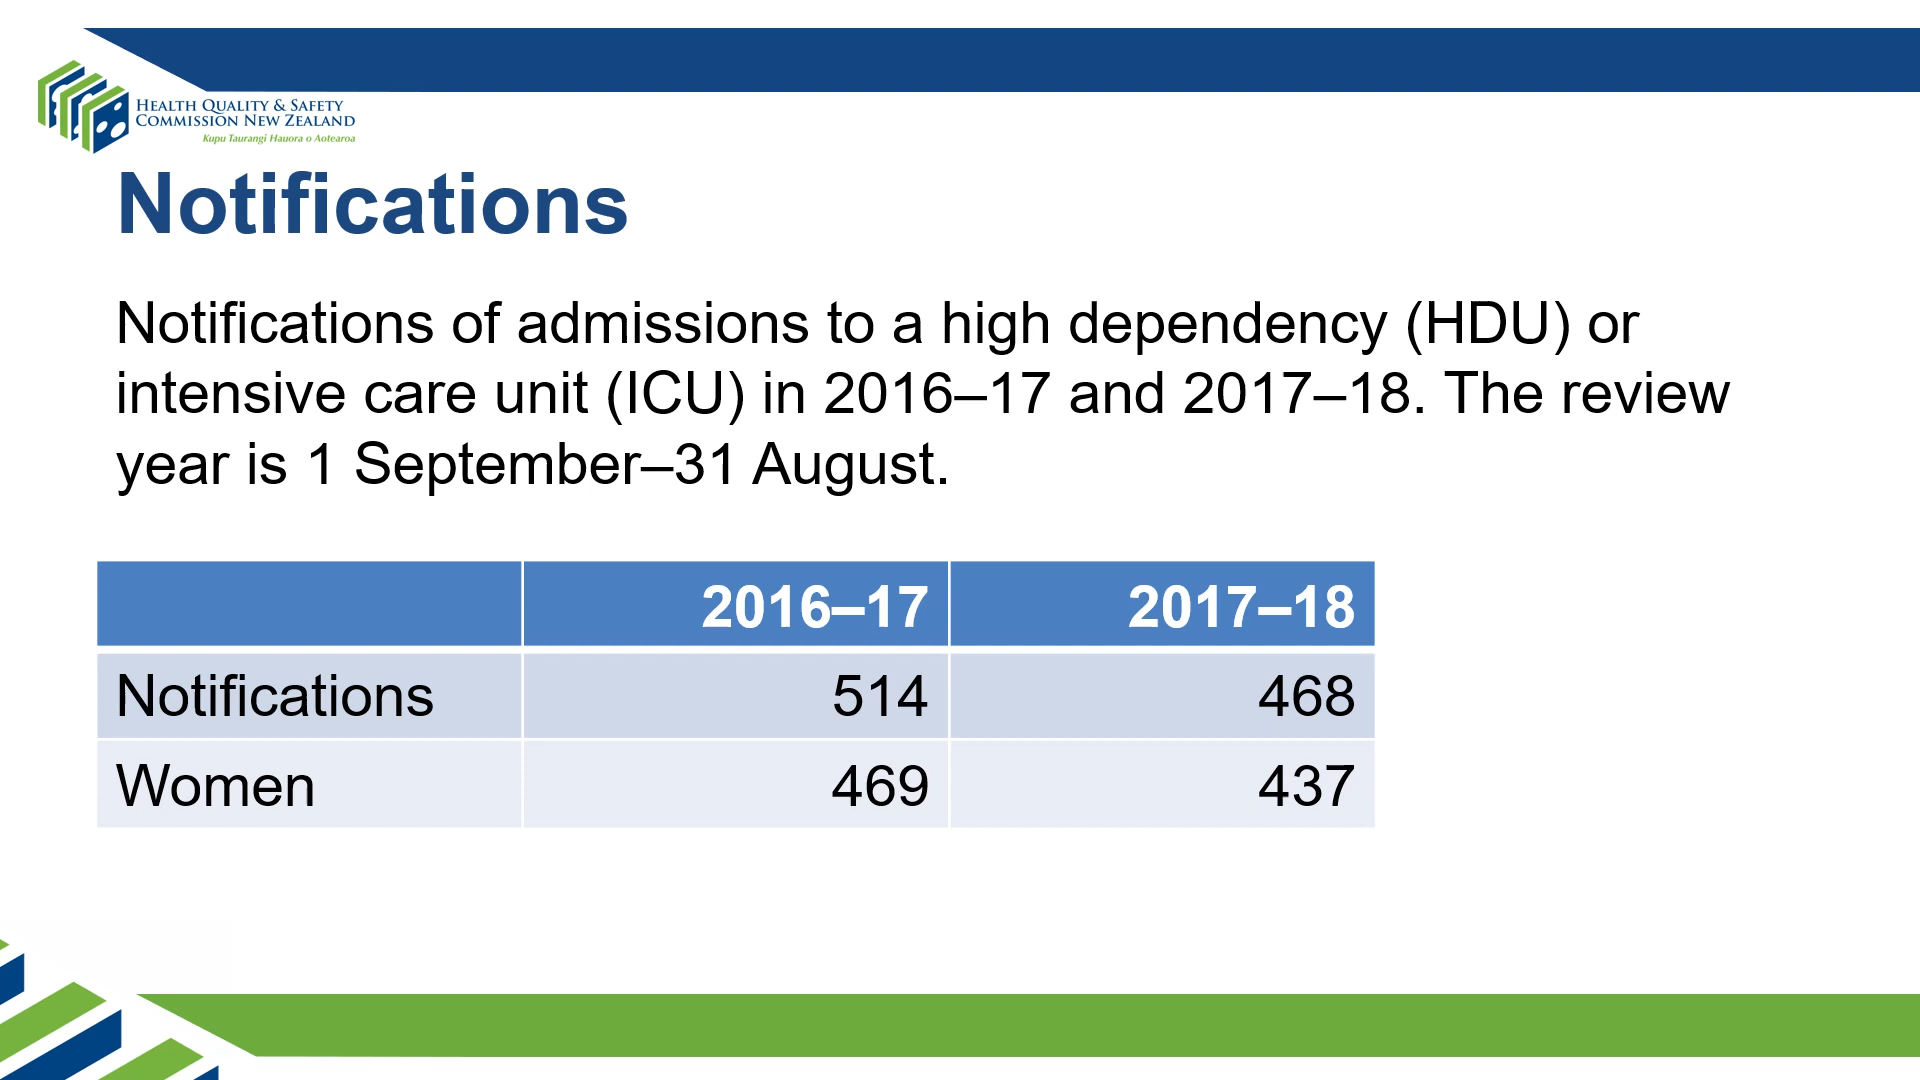 HEALTH QUALITY & SAFETY
COMMISSION NEW ZEALAND
Kupu Taurangi Hauora o Aotearoa
Notifications
Notifications of admissions to a high dependency (HDU) or
intensive care unit (ICU) in 2016–17 and 2017–18. The review
year is 1 September–31 August.
2016–17 2017–18
Notifications 514 468
Women 469 437